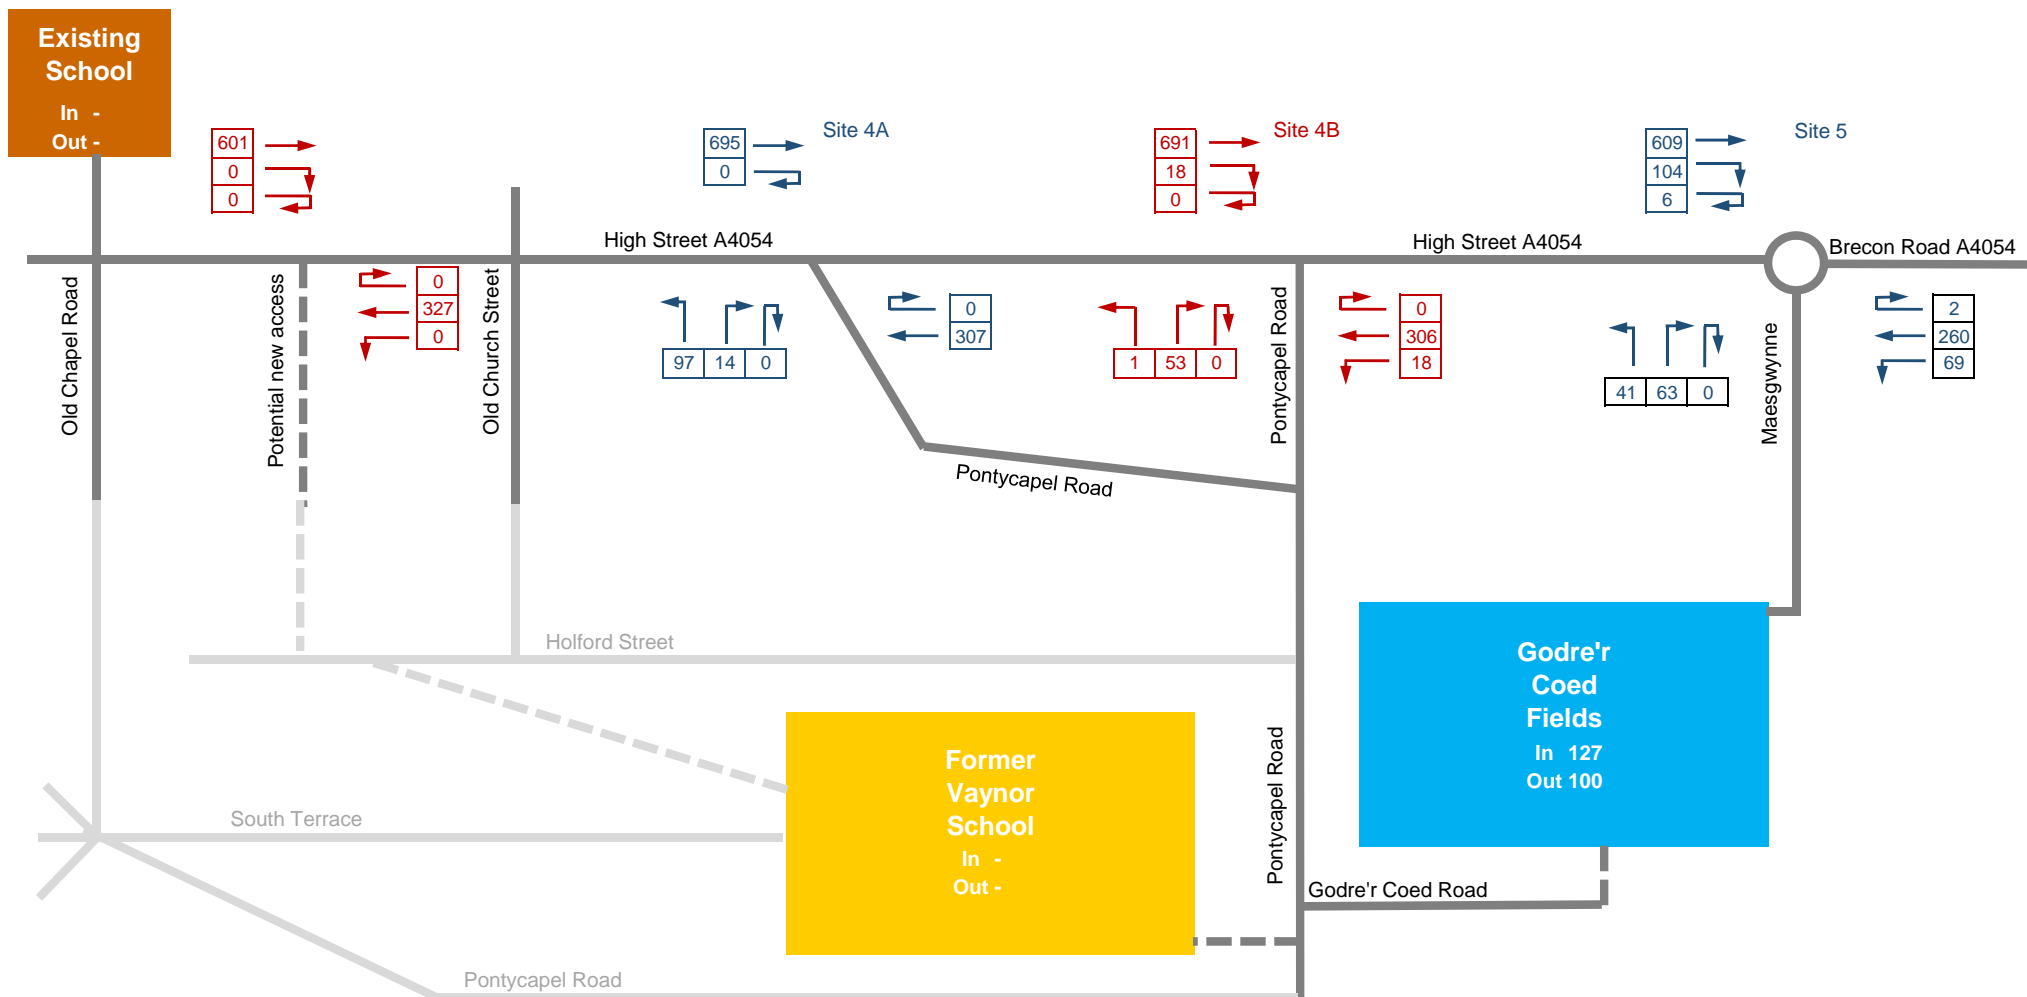 Existing
School
In -
Out -
601
0
0
695
0
Site 4A
691
18
0
Site 4B
609
104
6
Site 5
High Street A4054
High Street A4054
Brecon Road A4054
Old Chapel Road
Potential new access
0
327
0
Old Church Street
97 14 0
0
307
1 53 0
Pontycapel Road
0
306
18
41 63 0
Maesgwynne
2
260
69
Pontycapel Road
Holford Street
Godre'r
Coed
Fields
In 127
Out 100
Former
Vaynor
School
In -
Out -
Pontycapel Road
South Terrace
Godre'r Coed Road
Pontycapel Road